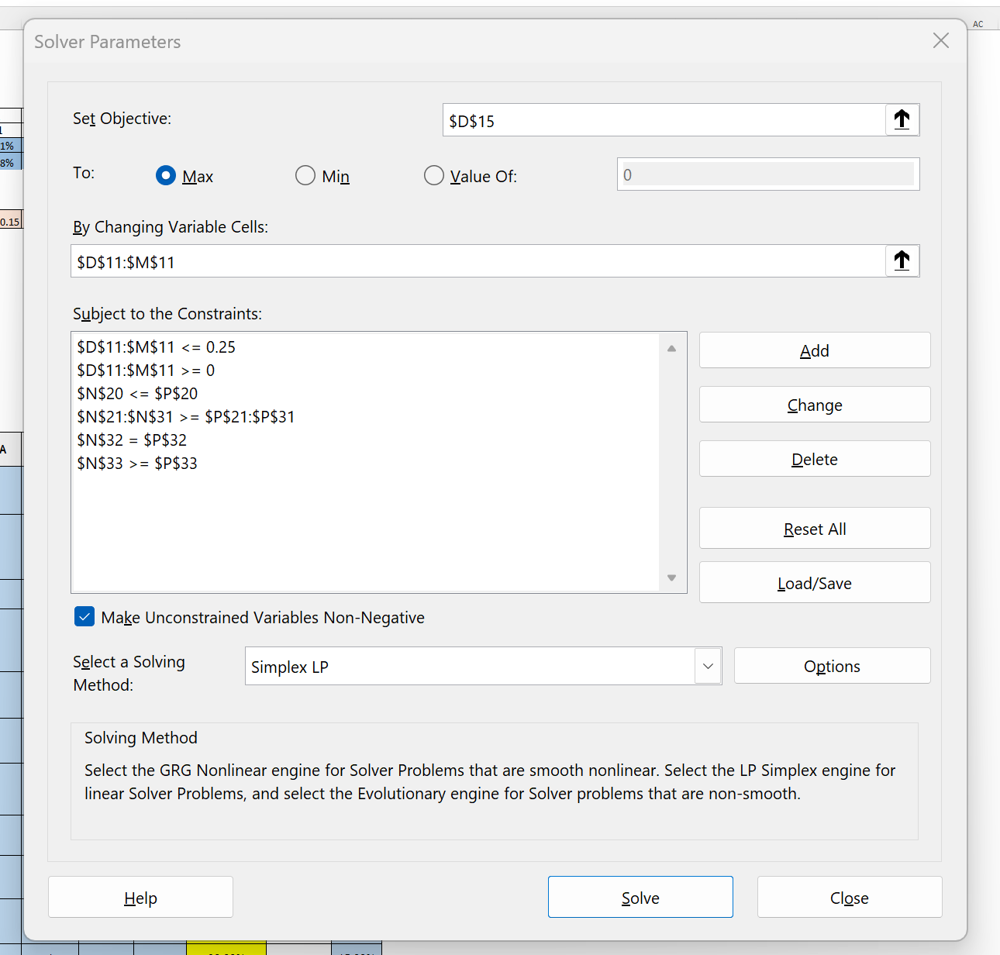 AC
Solver Parameters
Set Objective:
$D$15
To:
Max
Min
Value Of:
0
1%
8%
0.15
By Changing Variable Cells:
$D$11:$M$11
Subject to the Constraints:
$D$11:$M$11 <= 0.25
$D$11:$M$11 >= 0
$N$20 <= $P$20
$N$21:$N$31 >= $P$21:$P$31
$N$32 = $P$32
$N$33 >= $P$33
Add
Change
Delete
Reset All
Load/Save
A
Make Unconstrained Variables Non-Negative
Select a Solving
Method:
Simplex LP
Options
Solving Method
Select the GRG Nonlinear engine for Solver Problems that are smooth nonlinear. Select the LP Simplex engine for
linear Solver Problems, and select the Evolutionary engine for Solver problems that are non-smooth.
Help
Solve
Close